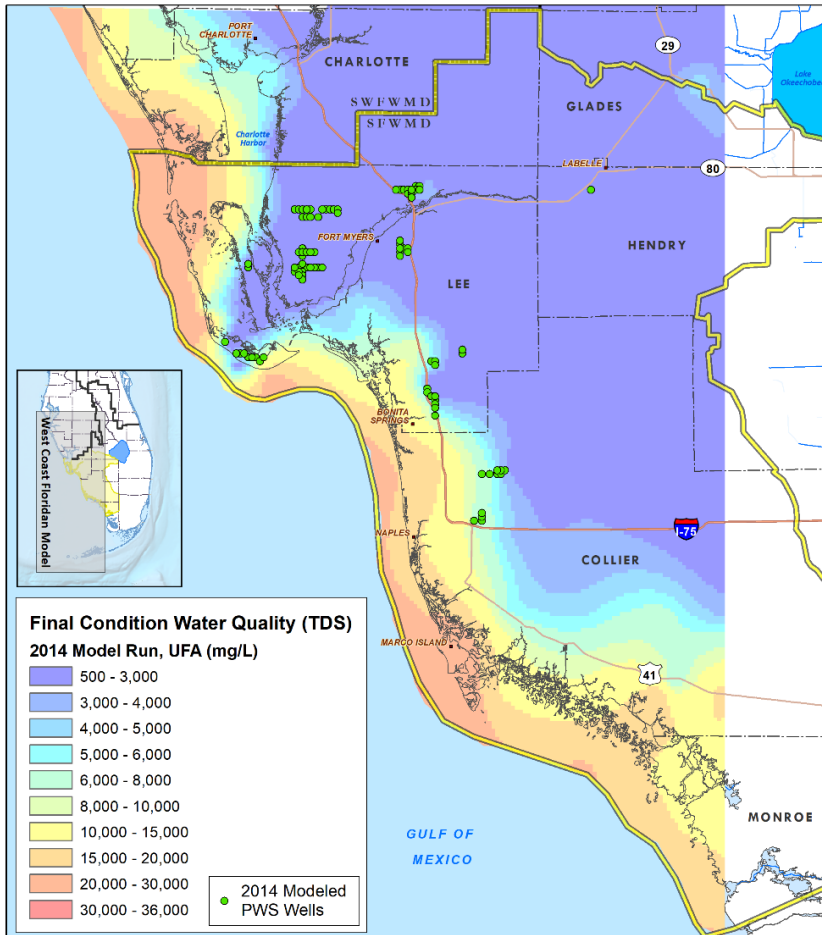 PORT
CHARLOTTE
CHARLOTTE
29
Lake
Okeechobee
SWFWMD
SFWMD
GLADES
Charlotte
Harbor
LABELLE
80
FORT MYERS
HENDRY
LEE
BONITA
SPRINGS
West Coast Floridan Model
NAPLES
I-75
COLLIER
MARCO ISLAND
41
MONROE
GULF OF
MEXICO
Final Condition Water Quality (TDS)
2014 Model Run, UFA (mg/L)
500 - 3,000
3,000 - 4,000
4,000 - 5,000
5,000 - 6,000
6,000 - 8,000
8,000 - 10,000
10,000 - 15,000
15,000 - 20,000
20,000 - 30,000
30,000 - 36,000
2014 Modeled
PWS Wells